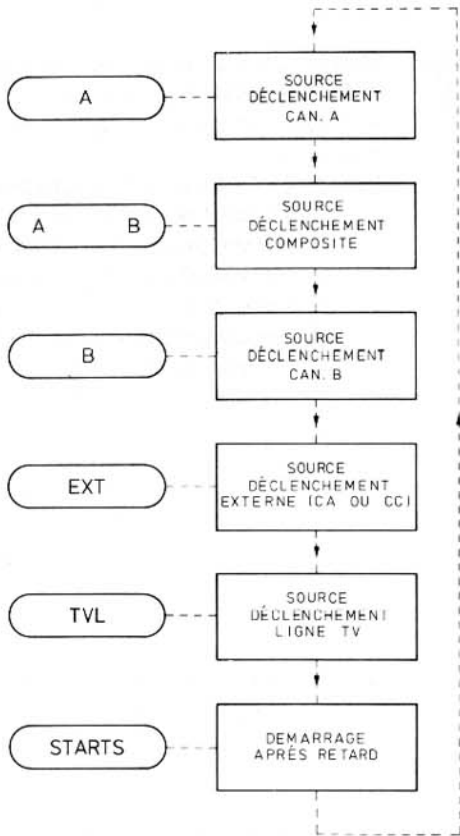 A
SOURCE
DÉCLENCHEMENT
CAN. A
A B
SOURCE
DÉCLENCHEMENT
COMPOSITE
B
SOURCE
DÉCLENCHEMENT
CAN. B
EXT
SOURCE
DÉCLENCHEMENT
EXTERNE (CA OU CC)
TVL
SOURCE
DÉCLENCHEMENT
LIGNE TV
STARTS
DEMARRAGE
APRÉS RETARD